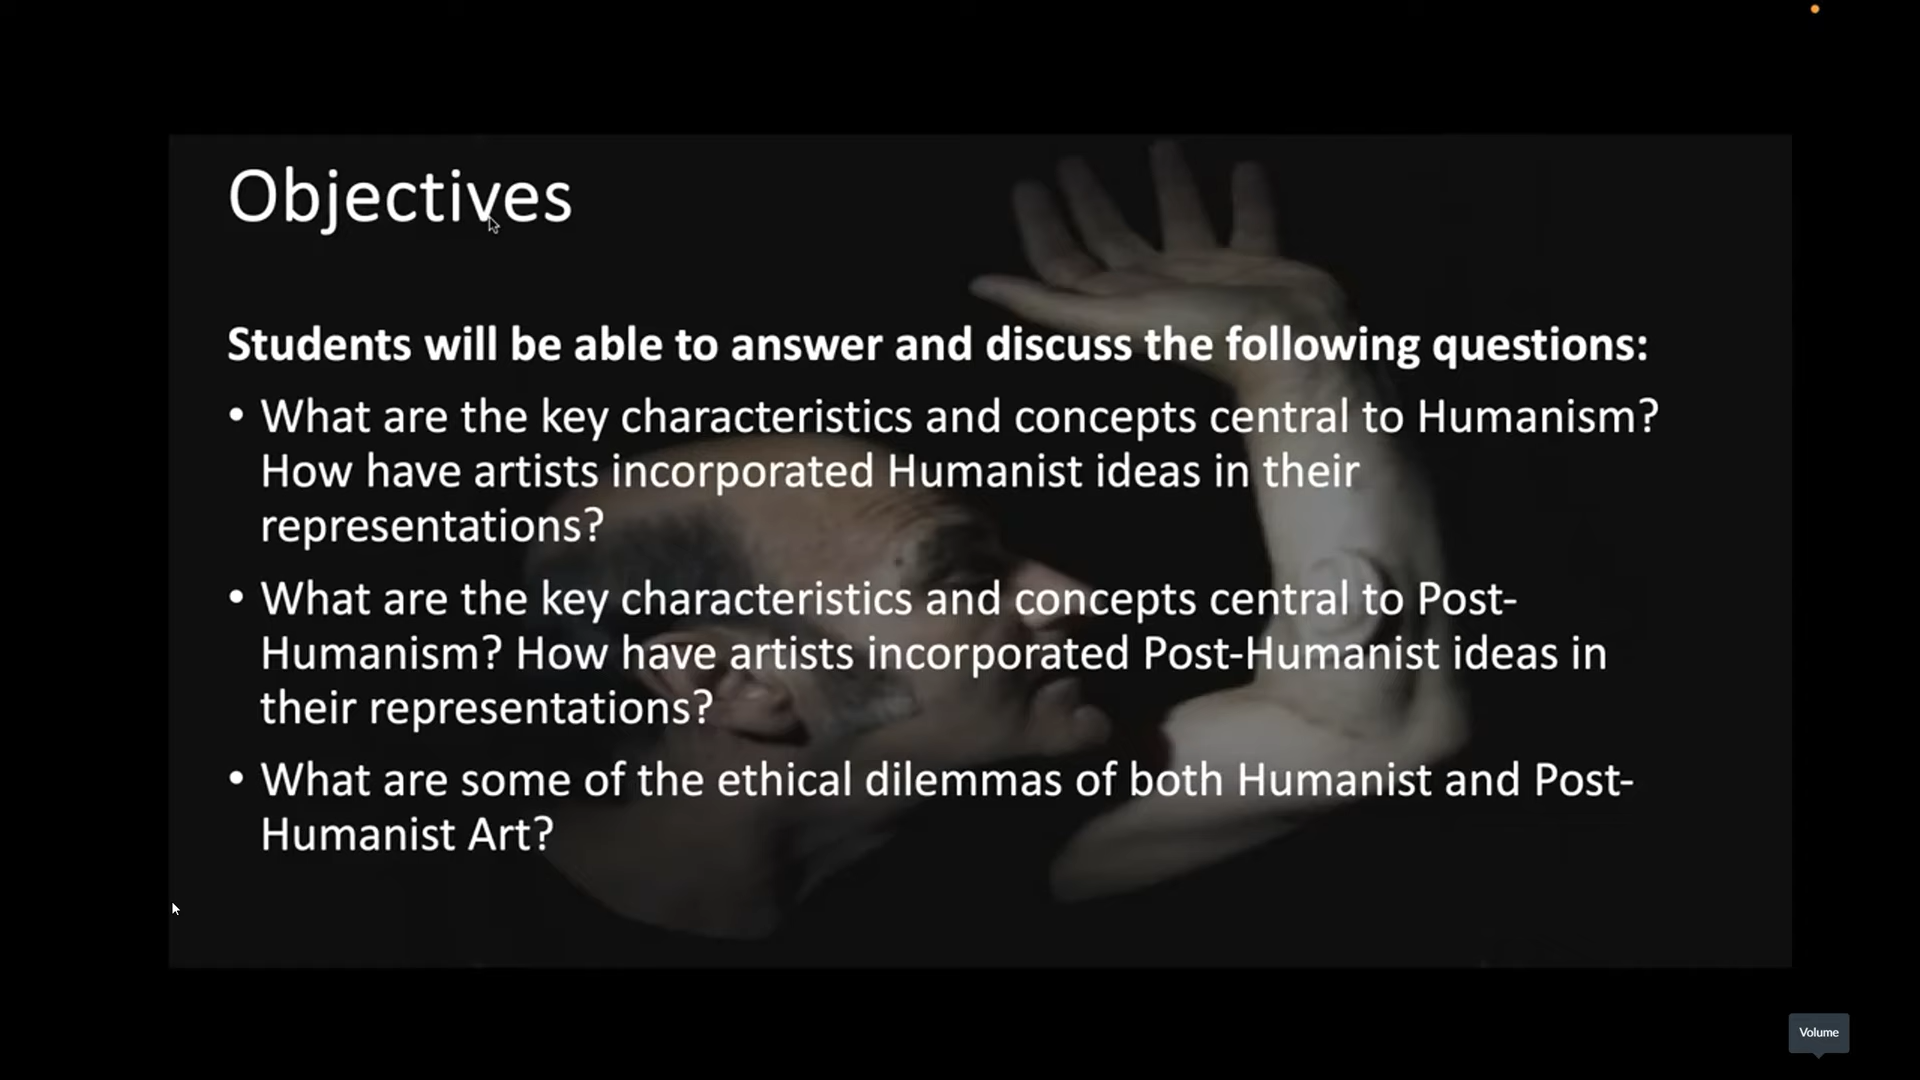 Objectives
Students will be able to answer and discuss the following questions:
• What are the key characteristics and concepts central to Humanism?
How have artists incorporated Humanist ideas in their
representations?
• What are the key characteristics and concepts central to Post-
Humanism? How have artists incorporated Post-Humanist ideas in
their representations?
• What are some of the ethical dilemmas of both Humanist and Post-
Humanist Art?
Volume